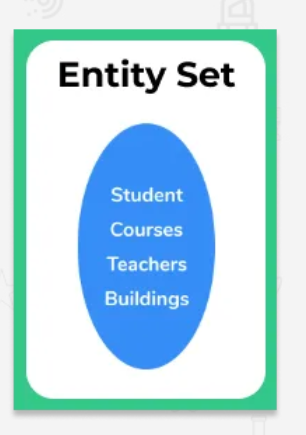 Entity Set
Student
Courses
Teachers
Buildings